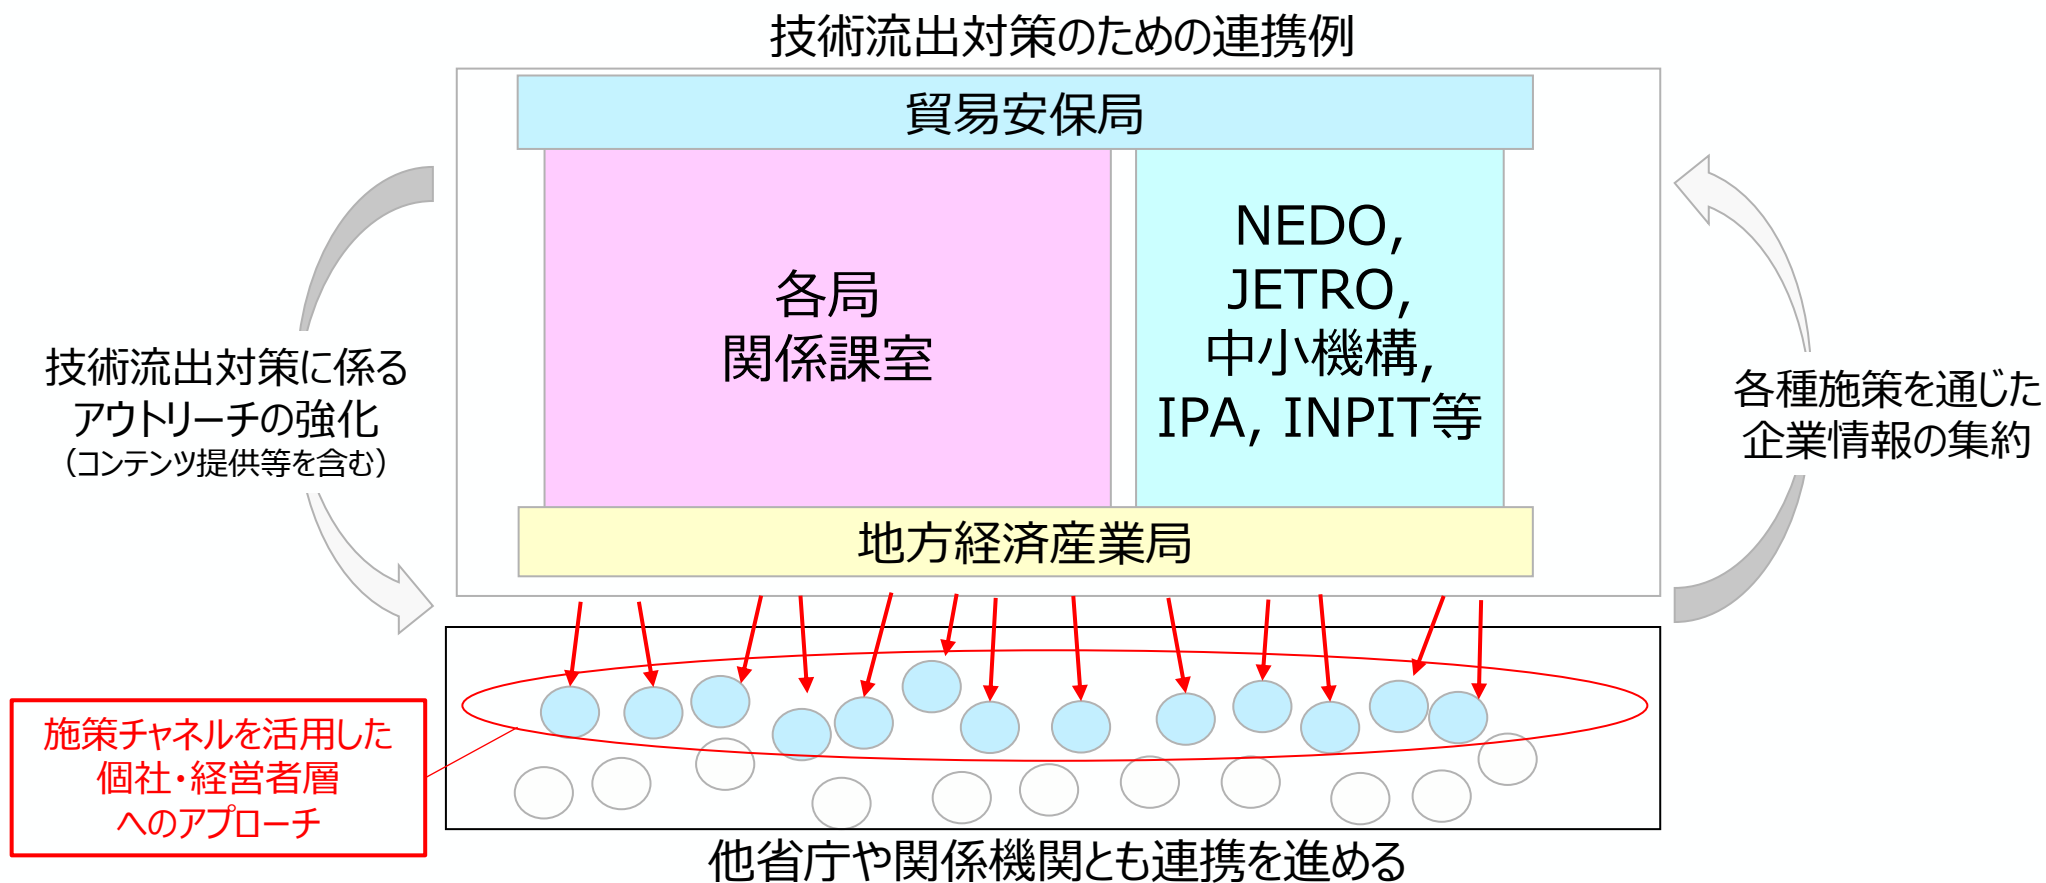 技術流出対策のための連携例
貿易安保局
各局
関係課室
NEDO,
JETRO,
中小機構,
IPA, INPIT等
地方経済産業局
技術流出対策に係る
アウトリーチの強化
（コンテンツ提供等を含む）
各種施策を通じた
企業情報の集約
施策チャネルを活用した
個社・経営者層
へのアプローチ
他省庁や関係機関とも連携を進める